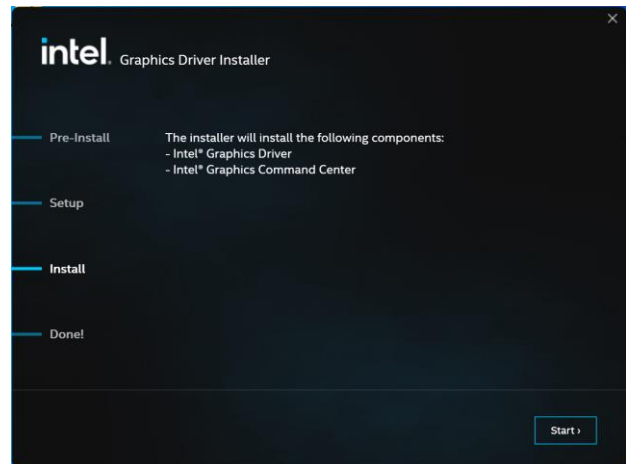 intel. Graphics Driver Installer
Pre-Install
The installer will install the following components:
- Intel® Graphics Driver
- Intel® Graphics Command Center
Setup
Install
Done!
Start ›